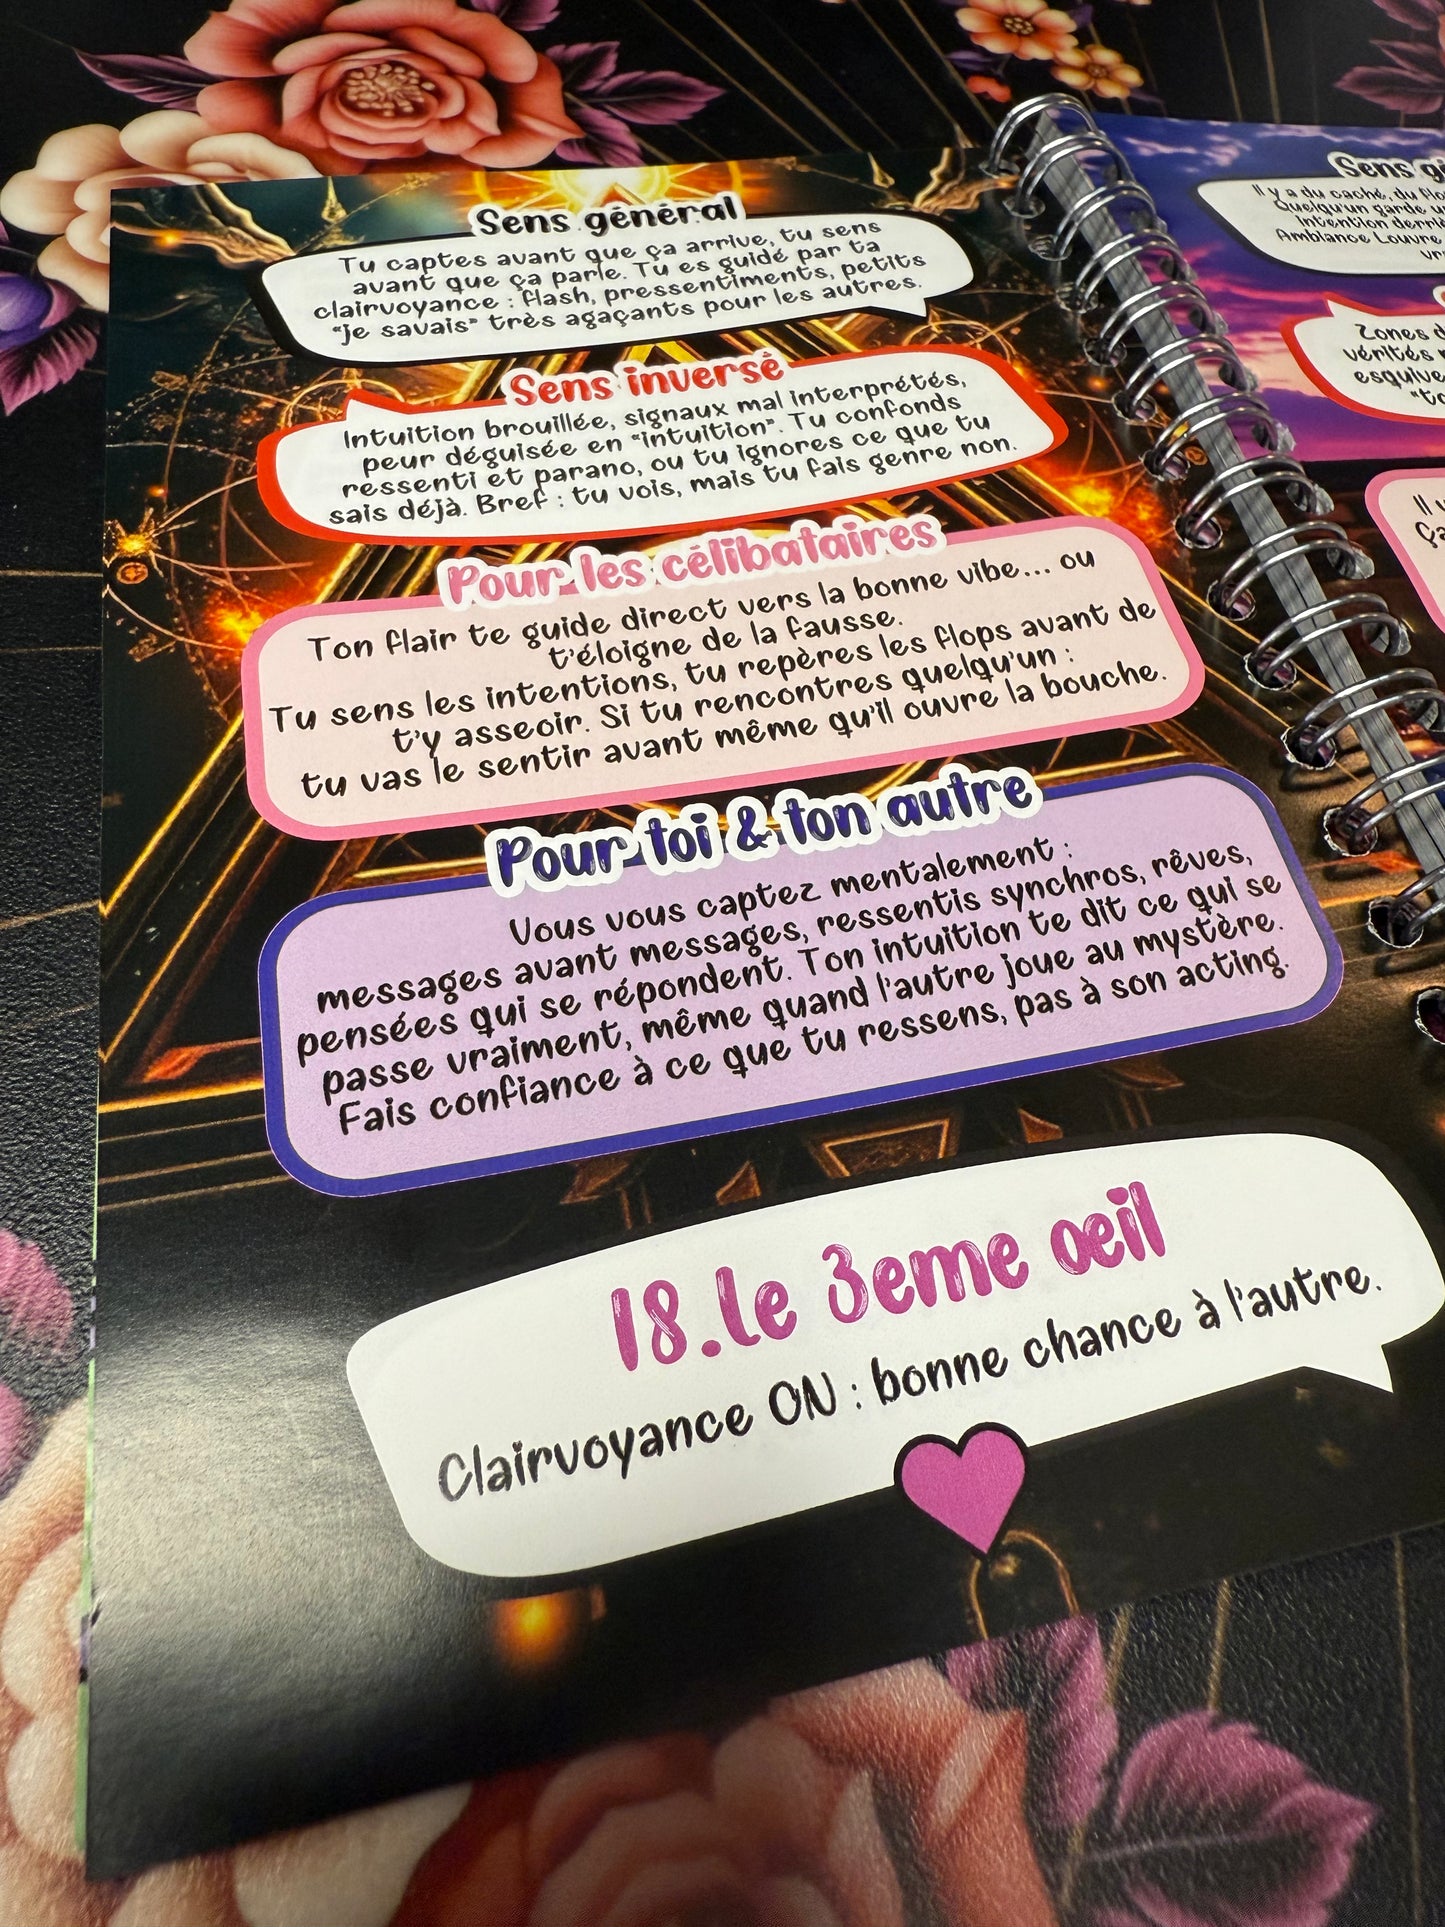 Sens général
Tu captes avant que ça arrive, tu sens
avant que ça parle. Tu es guidé par ta
clairvoyance : flash, pressentiments, petits
"je savais" très agaçants pour les autres.
Sens inversé
Intuition brouillée, signaux mal interprétés,
peur déguisée en "intuition". Tu confonds
ressenti et parano, ou tu ignores ce que tu
sais déjà. Bref : tu vois, mais tu fais genre non.
Pour les célibataires
Ton flair te guide direct vers la bonne vibe... ou
t'éloigne de la fausse.
Tu sens les intentions, tu repères les flops avant de
t'y asseoir. Si tu rencontres quelqu'un :
tu vas le sentir avant même qu'il ouvre la bouche.
Pour toi & ton autre
Vous vous captez mentalement :
messages avant messages, ressentis synchros, rêves,
pensées qui se répondent. Ton intuition te dit ce qui se
passe vraiment, même quand l'autre joue au mystère.
Fais confiance à ce que tu ressens, pas à son acting.
18.Le 3eme œil
Clairvoyance ON : bonne chance à l'autre.
Sens
Il y a du caché, du
Quelqu'un garde
intention
Ambiance Louvre
Zones
vérités
Il